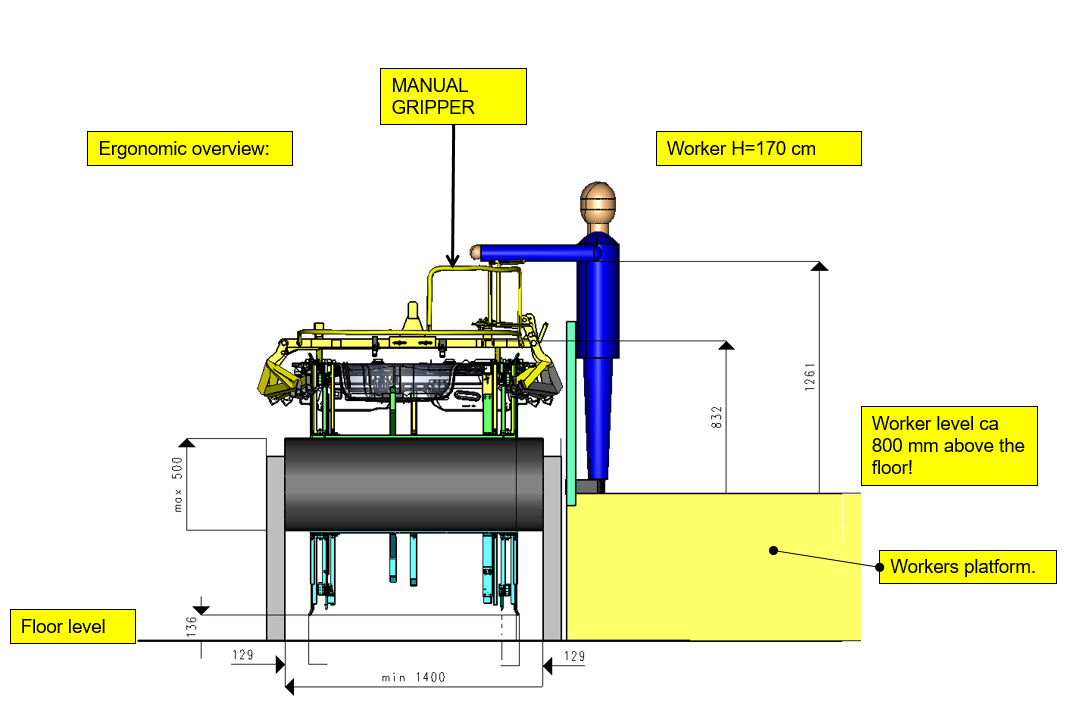 MANUAL
GRIPPER
Ergonomic overview:
Worker H=170 cm
1261
832
Worker level ca
800 mm above the
floor!
max 500
Workers platform.
Floor level
136
129
129
min 1400